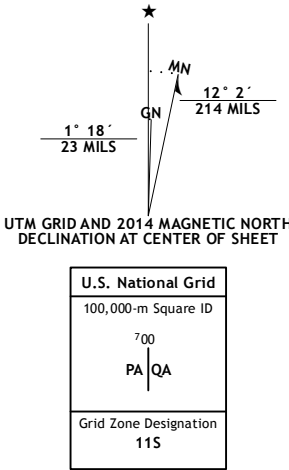 ★
MN
GN
12° 2´
214 MILS
1° 18´
23 MILS
UTM GRID AND 2014 MAGNETIC NORTH
DECLINATION AT CENTER OF SHEET
U.S. National Grid
100,000-m Square ID
⁷00
PA QA
Grid Zone Designation
11S